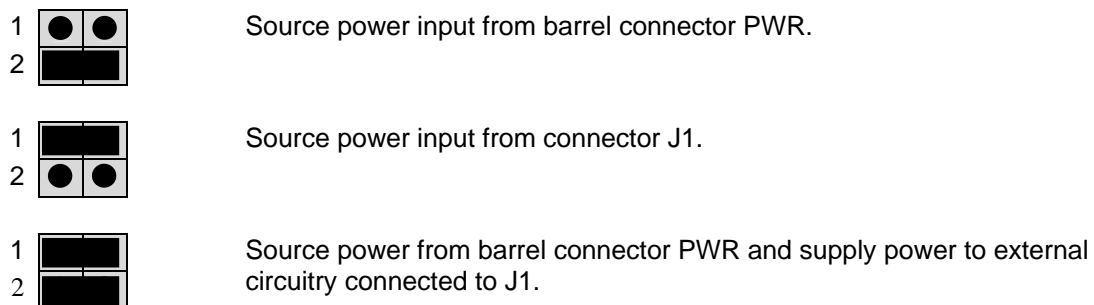 1 Source power input from barrel connector PWR.
2
1 Source power input from connector J1.
2
1 Source power from barrel connector PWR and supply power to external
2 circuitry connected to J1.